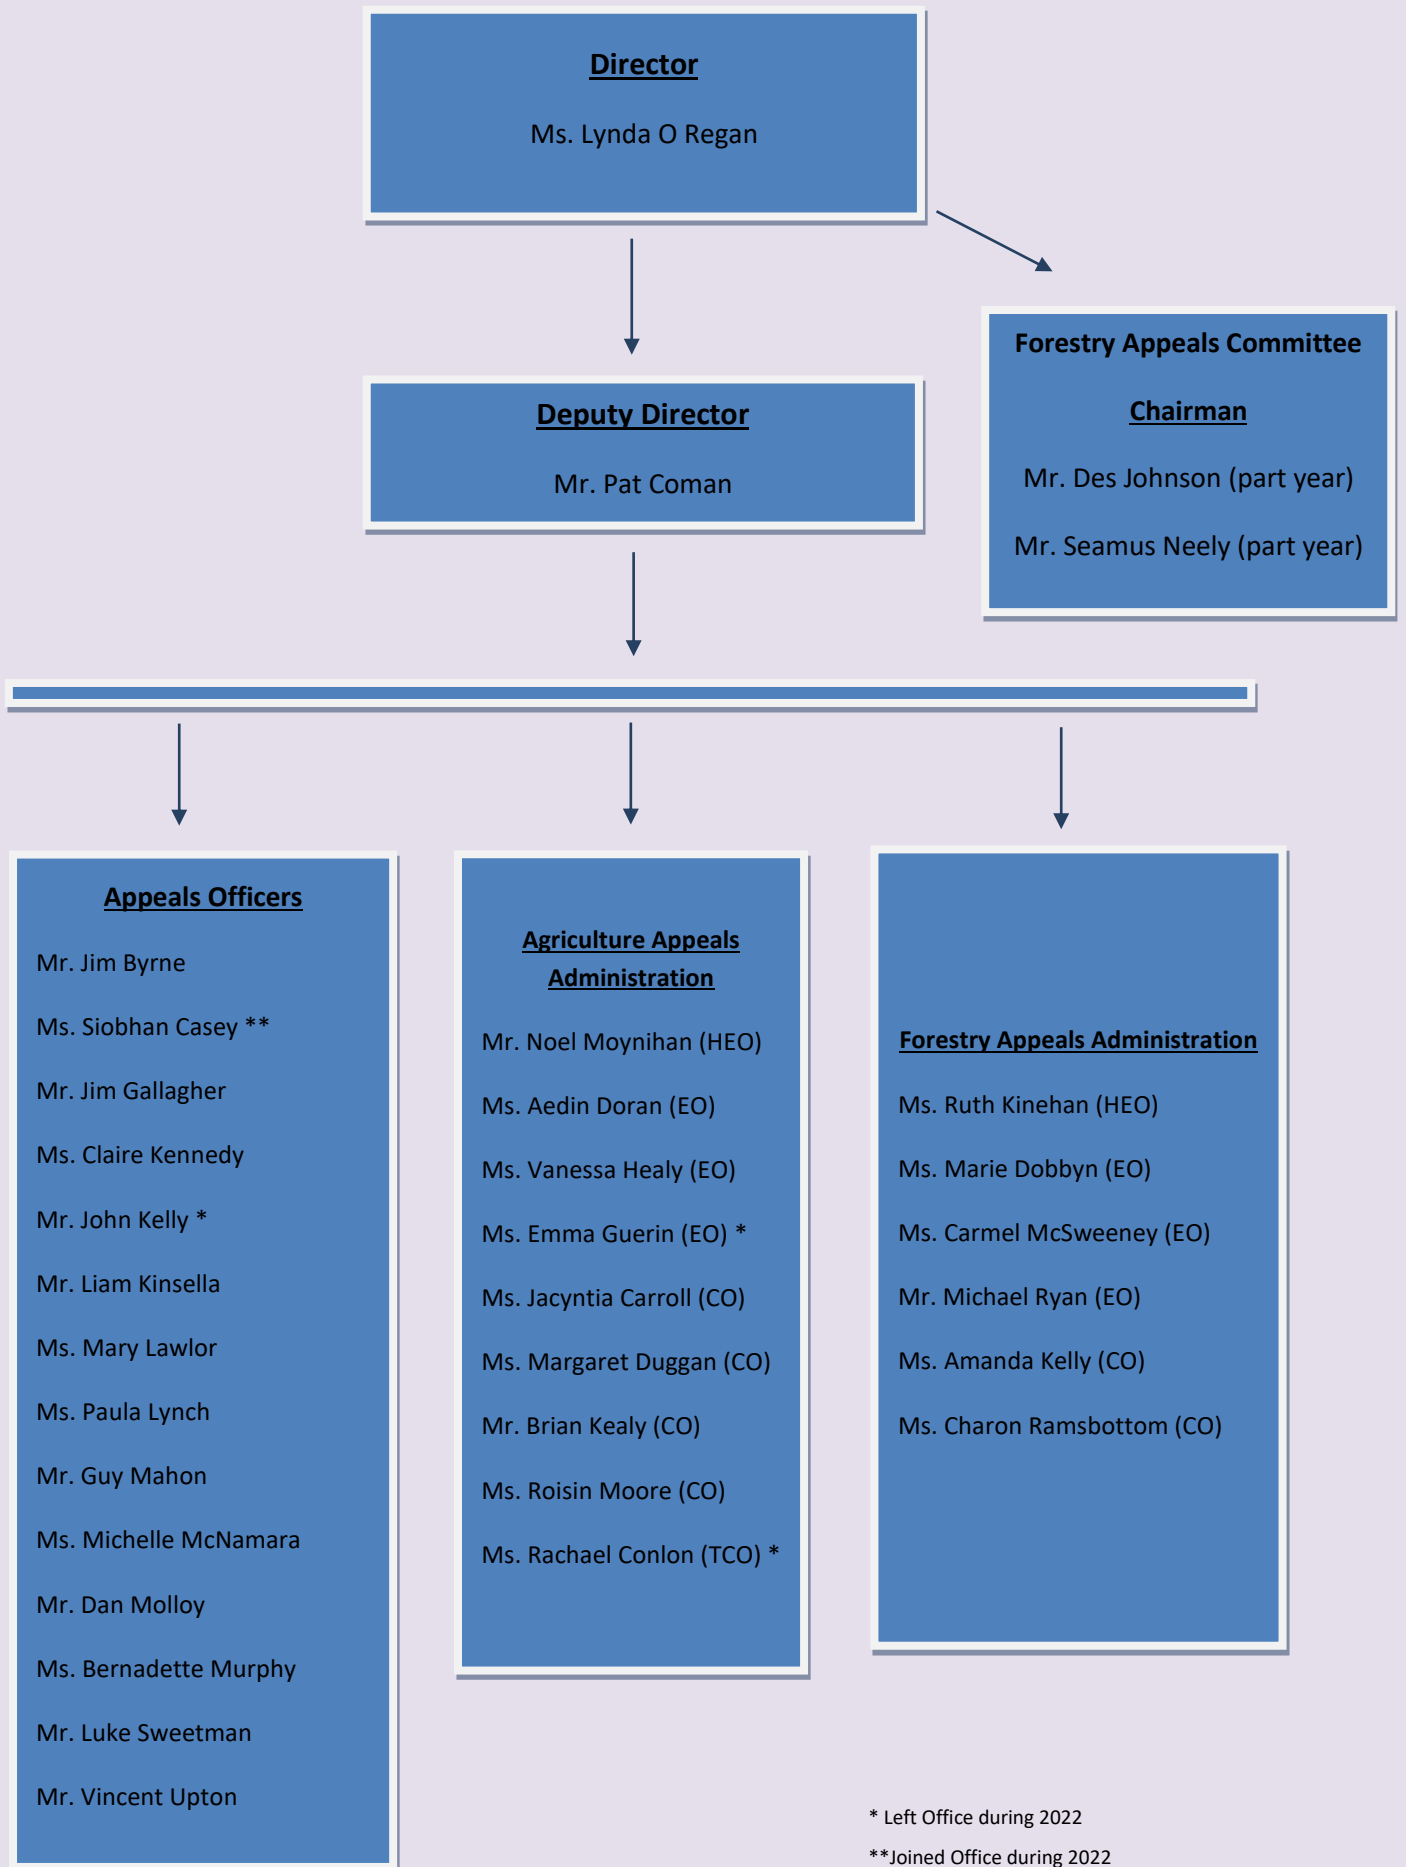 Director
Ms. Lynda O Regan
Forestry Appeals Committee
Chairman
Mr. Des Johnson (part year)
Mr. Seamus Neely (part year)
Deputy Director
Mr. Pat Coman
Appeals Officers
Mr. Jim Byrne
Ms. Siobhan Casey **
Mr. Jim Gallagher
Ms. Claire Kennedy
Mr. John Kelly *
Mr. Liam Kinsella
Ms. Mary Lawlor
Ms. Paula Lynch
Mr. Guy Mahon
Ms. Michelle McNamara
Mr. Dan Molloy
Ms. Bernadette Murphy
Mr. Luke Sweetman
Mr. Vincent Upton
Agriculture Appeals
Administration
Mr. Noel Moynihan (HEO)
Ms. Aedin Doran (EO)
Ms. Vanessa Healy (EO)
Ms. Emma Guerin (EO) *
Ms. Jacyntia Carroll (CO)
Ms. Margaret Duggan (CO)
Mr. Brian Kealy (CO)
Ms. Roisin Moore (CO)
Ms. Rachael Conlon (TCO) *
Forestry Appeals Administration
Ms. Ruth Kinehan (HEO)
Ms. Marie Dobbyn (EO)
Ms. Carmel McSweeney (EO)
Mr. Michael Ryan (EO)
Ms. Amanda Kelly (CO)
Ms. Charon Ramsbottom (CO)
* Left Office during 2022
**Joined Office during 2022